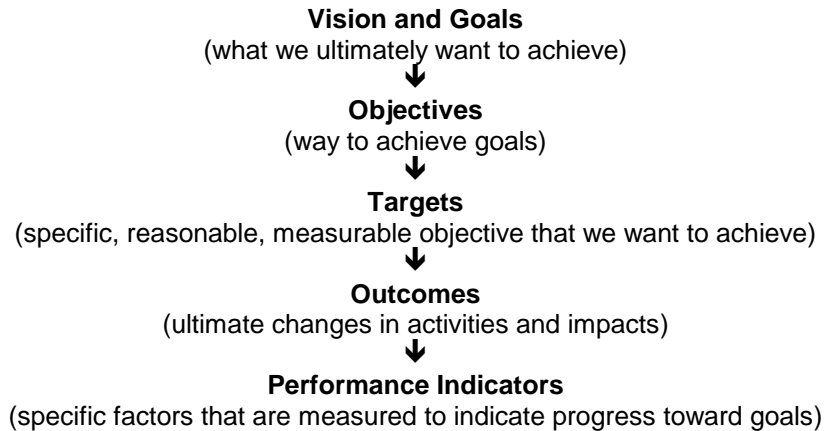 Vision and Goals
(what we ultimately want to achieve)
Objectives
(way to achieve goals)
Targets
(specific, reasonable, measurable objective that we want to achieve)
Outcomes
(ultimate changes in activities and impacts)
Performance Indicators
(specific factors that are measured to indicate progress toward goals)